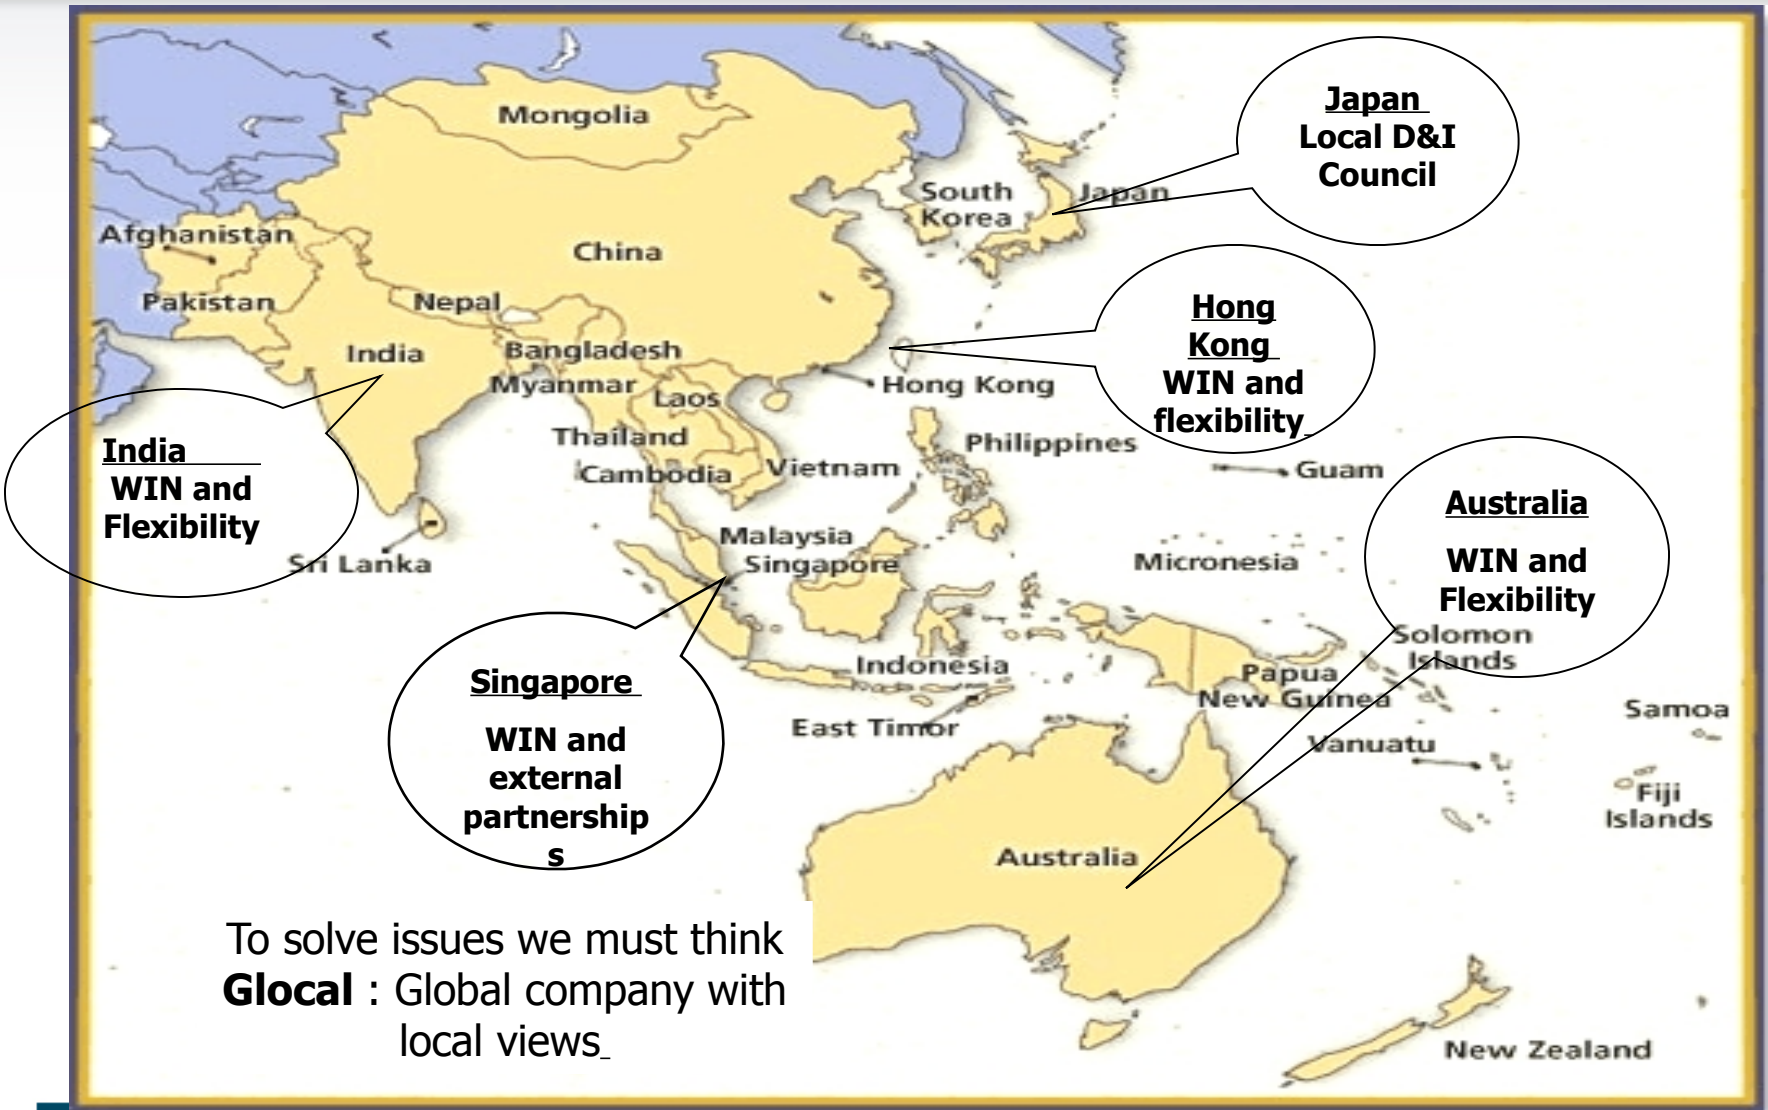 Mongolia
Japan
Local D&I
Council
South
Korea
Japan
Afghanistan
China
Pakistan
Nepal
Hong
Kong
WIN and
flexibility
India
Bangladesh
Myanmar
Laos
Hong Kong
Thailand
Cambodia
Vietnam
Philippines
Guam
India
WIN and
Flexibility
Sri Lanka
Malaysia
Singapore
Micronesia
Australia
WIN and
Flexibility
Solomon
Islands
Singapore
WIN and
external
partnership
s
Indonesia
Papua
New Guinea
East Timor
Vanuatu
Samoa
Fiji
Islands
Australia
To solve issues we must think
Glocal : Global company with
local views
New Zealand